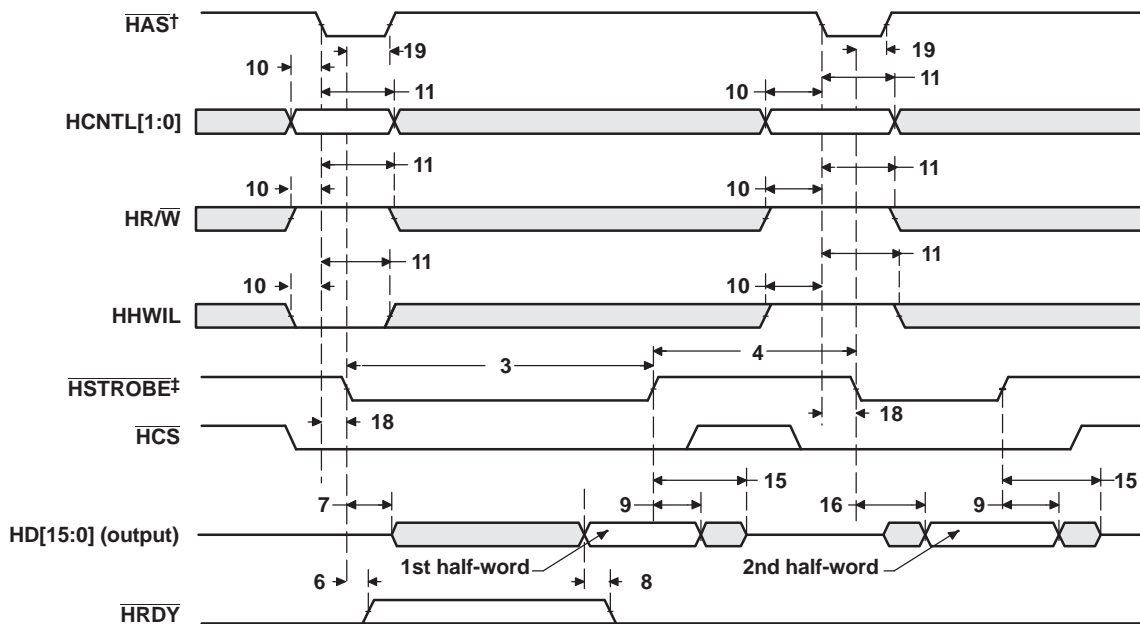 HAS†
19
19
10
11
10
11
HCNTL[1:0]
11
11
10
10
HR/W
11
11
10
10
HHWIL
3
4
HSTROBE‡
18
18
HCS
15
15
7
9
16
9
HD[15:0] (output)
1st half-word
2nd half-word
6
8
HRDY